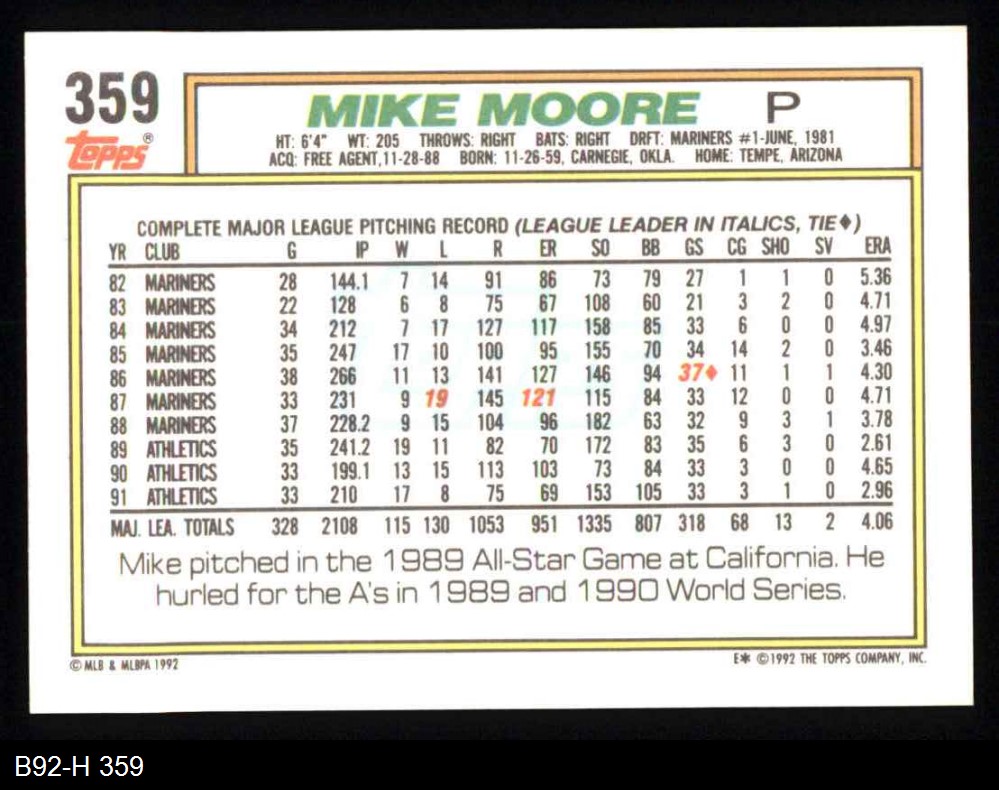 359
topps®
MIKE MOORE P
HT: 6'4" WT: 205 THROWS: RIGHT BATS: RIGHT DRFT: MARINERS #1-JUNE, 1981
ACQ: FREE AGENT, 11-28-88 BORN: 11-26-59, CARNEGIE, OKLA. HOME: TEMPE, ARIZONA
COMPLETE MAJOR LEAGUE PITCHING RECORD (LEAGUE LEADER IN ITALICS, TIE♦)
YR CLUB G IP W L R ER SO BB GS CG SHO SV ERA
82 MARINERS 28 144.1 7 14 91 86 73 79 27 1 1 0 5.36
83 MARINERS 22 128 6 8 75 67 108 60 21 3 2 0 4.71
84 MARINERS 34 212 7 17 127 117 158 85 33 6 0 0 4.97
85 MARINERS 35 247 17 10 100 95 155 70 34 14 2 0 3.46
86 MARINERS 38 266 11 13 141 127 146 94 37♦ 11 1 1 4.30
87 MARINERS 33 231 9 19 145 121 115 84 33 12 0 0 4.71
88 MARINERS 37 228.2 9 15 104 96 182 63 32 9 3 1 3.78
89 ATHLETICS 35 241.2 19 11 82 70 172 83 35 6 3 0 2.61
90 ATHLETICS 33 199.1 13 15 113 103 73 84 33 3 0 0 4.65
91 ATHLETICS 33 210 17 8 75 69 153 105 33 3 1 0 2.96
MAJ. LEA. TOTALS 328 2108 115 130 1053 951 1335 807 318 68 13 2 4.06
Mike pitched in the 1989 All-Star Game at California. He
hurled for the A's in 1989 and 1990 World Series.
© MLB & MLBPA 1992
E* © 1992 THE TOPPS COMPANY, INC.
B92-H 359